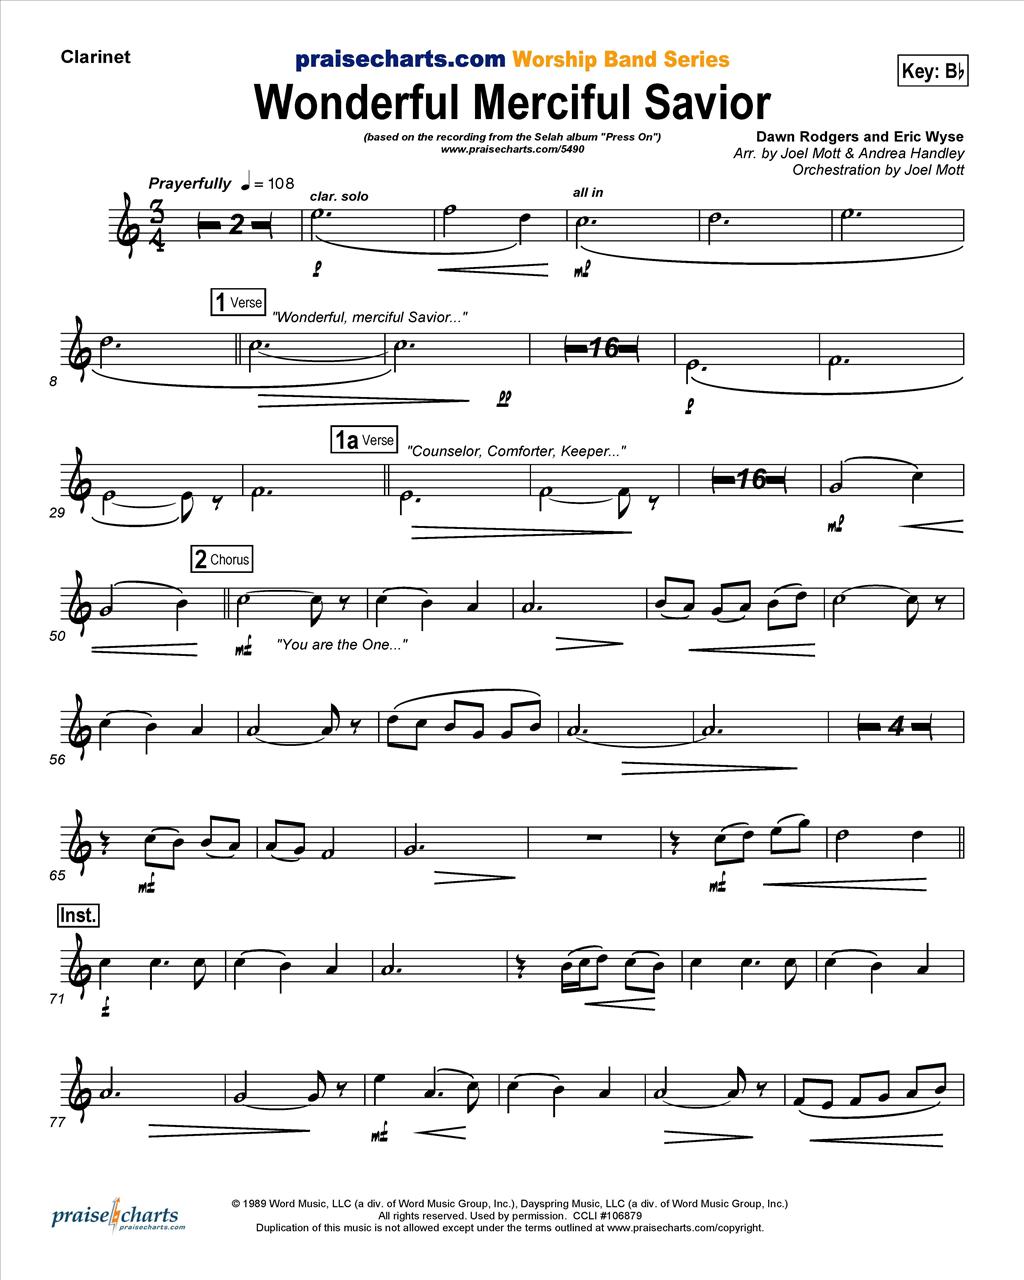 Clarinet
praisecharts.com Worship Band Series
Key: B♭
Wonderful Merciful Savior
(based on the recording from the Selah album "Press On")
www.praisecharts.com/5490
Dawn Rodgers and Eric Wyse
Arr. by Joel Mott & Andrea Handley
Orchestration by Joel Mott
Prayerfully ♩ = 108
clar. solo
all in
3
4
2
p
mf
1 Verse
"Wonderful, merciful Savior..."
16
8
pp
p
1a Verse
"Counselor, Comforter, Keeper..."
16
29
mf
2 Chorus
50
mf
"You are the One..."
4
56
65
mf
mf
Inst.
71
f
77
mf
praisecharts
praisecharts.com
© 1989 Word Music, LLC (a div. of Word Music Group, Inc.), Dayspring Music, LLC (a div. of Word Music Group, Inc.)
All rights reserved. Used by permission. CCLI #106879
Duplication of this music is not allowed except under the terms outlined at www.praisecharts.com/copyright.